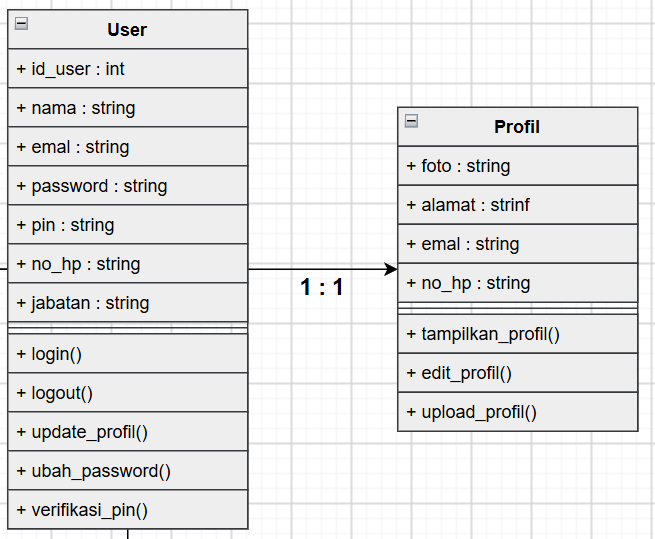 User
+ id_user : int
+ nama : string
+ emal : string
+ password : string
+ pin : string
+ no_hp : string
+ jabatan : string
+ login()
+ logout()
+ update_profil()
+ ubah_password()
+ verifikasi_pin()
1 : 1
Profil
+ foto : string
+ alamat : strinf
+ emal : string
+ no_hp : string
+ tampilkan_profil()
+ edit_profil()
+ upload_profil()